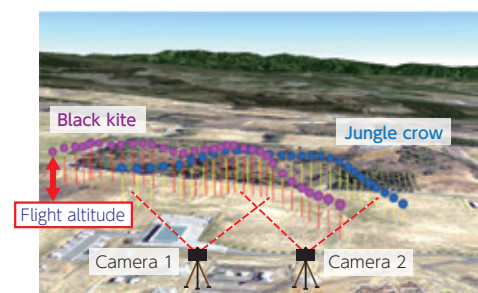 Black kite
Jungle crow
Flight altitude
Camera 1
Camera 2